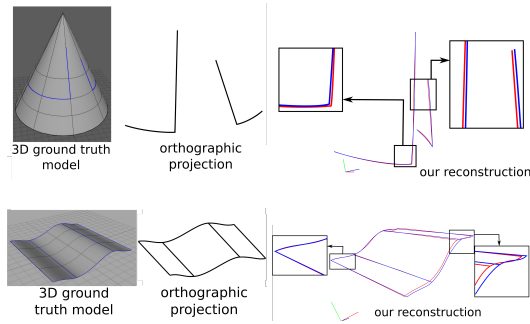 3D ground truth
model
orthographic
projection
our reconstruction
3D ground
truth model
orthographic
projection
our reconstruction